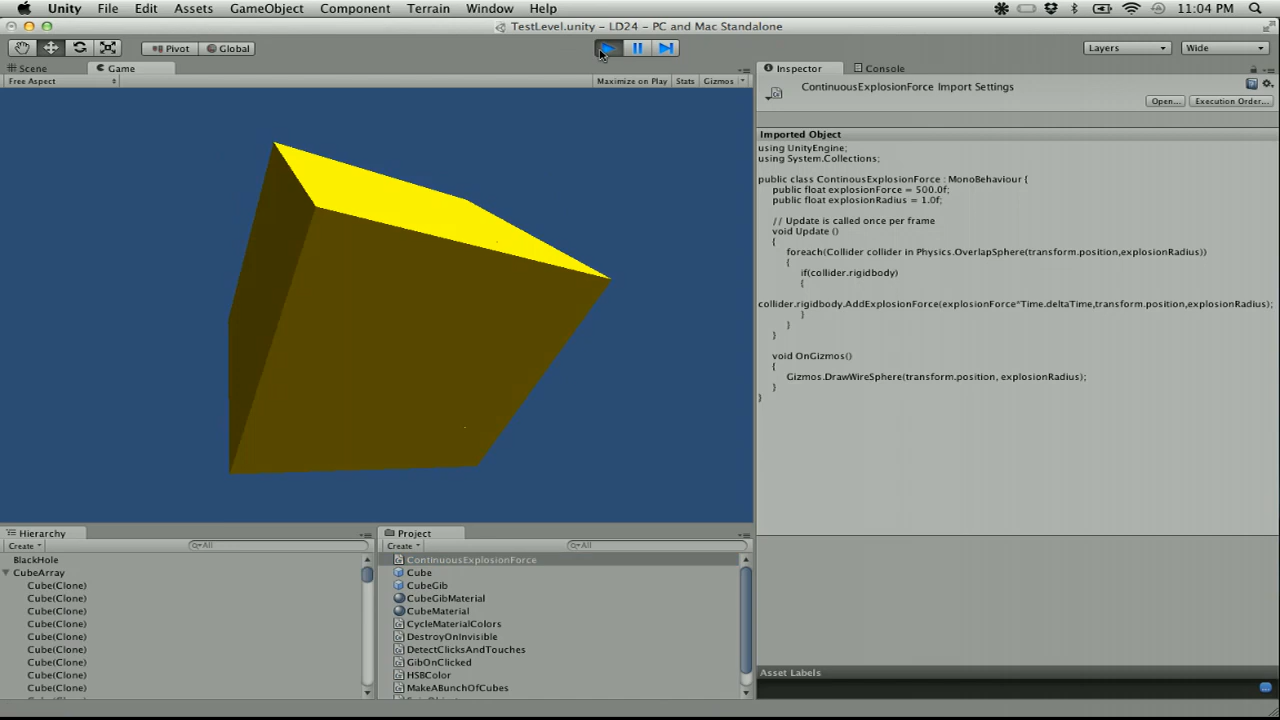 Unity File Edit Assets GameObject Component Terrain Window Help 11:04 PM
TestLevel.unity – LD24 – PC and Mac Standalone
Pivot Global Layers Wide
Scene Game Inspector Console
Free Aspect Maximize on Play Stats Gizmos
ContinuousExplosionForce Import Settings
Open... Execution Order...
Imported Object
using UnityEngine;
using System.Collections;
public class ContinousExplosionForce : MonoBehaviour {
public float explosionForce = 500.0f;
public float explosionRadius = 1.0f;
// Update is called once per frame
void Update ()
{
foreach(Collider collider in Physics.OverlapSphere(transform.position,explosionRadius))
{
if(collider.rigidbody)
{
collider.rigidbody.AddExplosionForce(explosionForce*Time.deltaTime,transform.position,explosionRadius);
}
}
}
void OnGizmos()
{
Gizmos.DrawWireSphere(transform.position, explosionRadius);
}
}
Hierarchy
Create All
BlackHole
CubeArray
Cube(Clone)
Cube(Clone)
Cube(Clone)
Cube(Clone)
Cube(Clone)
Cube(Clone)
Cube(Clone)
Cube(Clone)
Cube(Clone)
Project
Create All
ContinuousExplosionForce
Cube
CubeGib
CubeGibMaterial
CubeMaterial
CycleMaterialColors
DestroyOnInvisible
DetectClicksAndTouches
GibOnClicked
HSBColor
MakeABunchOfCubes
Asset Labels